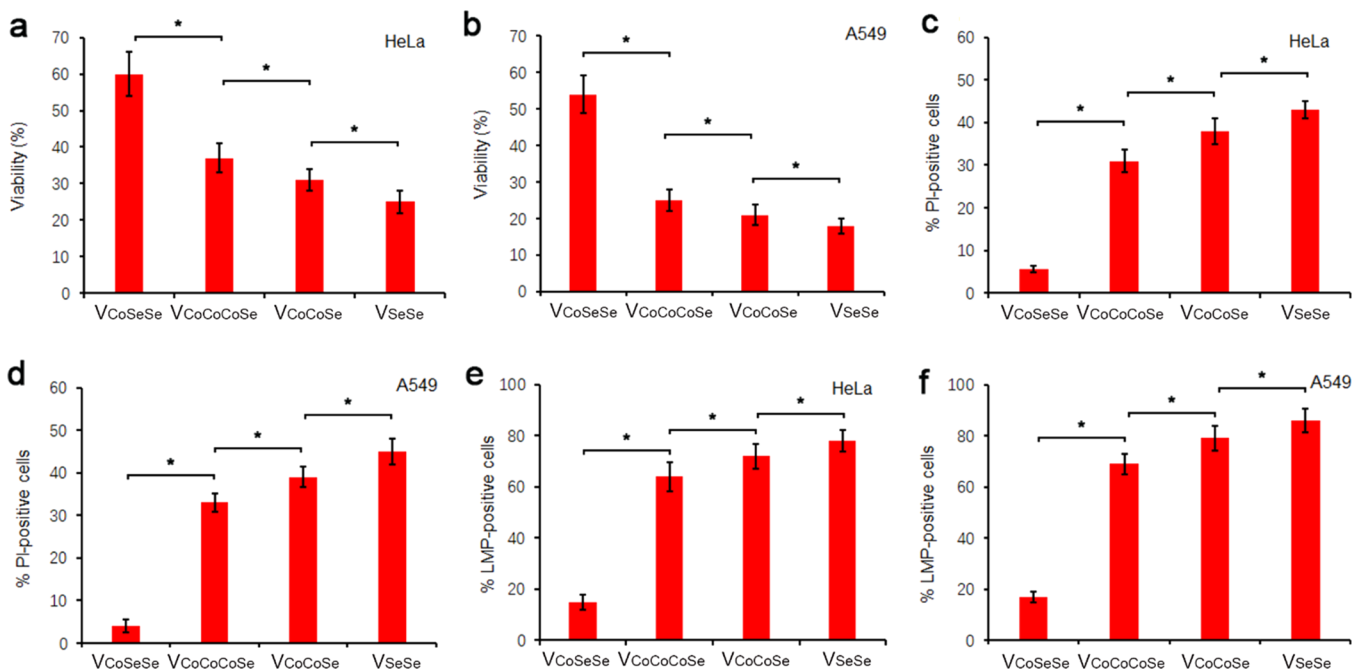 a
HeLa
Viability (%)
70
60
50
40
30
20
10
0
*
*
*
VCoSeSe VCoCoCoSe VCoCoSe VSeSe
b
A549
Viability (%)
70
60
50
40
30
20
10
0
*
*
*
VCoSeSe VCoCoCoSe VCoCoSe VSeSe
c
HeLa
% PI-positive cells
60
50
40
30
20
10
0
*
*
*
VCoSeSe VCoCoCoSe VCoCoSe VSeSe
d
A549
% PI-positive cells
60
50
40
30
20
10
0
*
*
*
VCoSeSe VCoCoCoSe VCoCoSe VSeSe
e
HeLa
% LMP-positive cells
100
80
60
40
20
0
*
*
*
VCoSeSe VCoCoCoSe VCoCoSe VSeSe
f
A549
% LMP-positive cells
100
80
60
40
20
0
*
*
*
VCoSeSe VCoCoCoSe VCoCoSe VSeSe